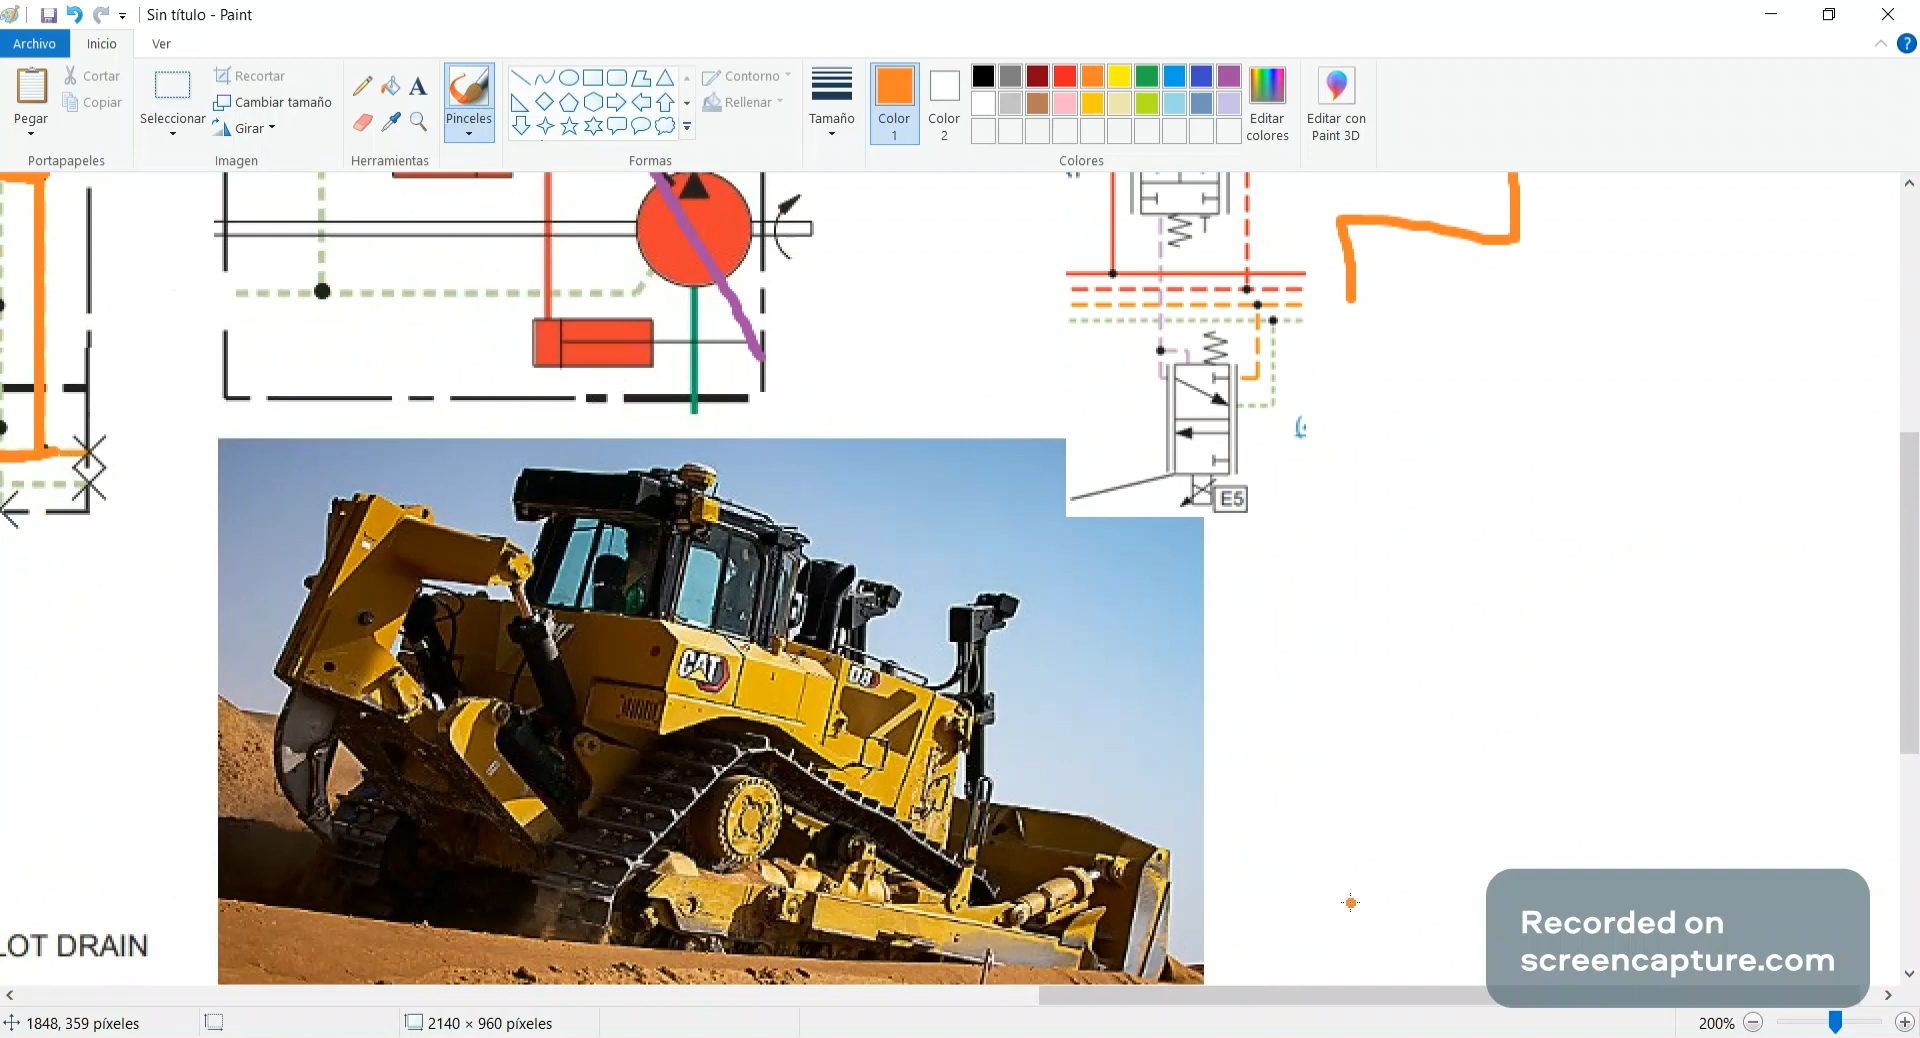 Sin título - Paint
Archivo
Inicio
Ver
Pegar
Cortar
Copiar
Portapapeles
Seleccionar
Recortar
Cambiar tamaño
Girar
Imagen
A
Herramientas
Pinceles
Contorno
Rellenar
Formas
Tamaño
Color
1
Color
2
Editar
colores
Editar con
Paint 3D
Colores
?
E5
CAT
D8
LOT DRAIN
Recorded on
screencapture.com
1848, 359 píxeles
2140 × 960 píxeles
200%